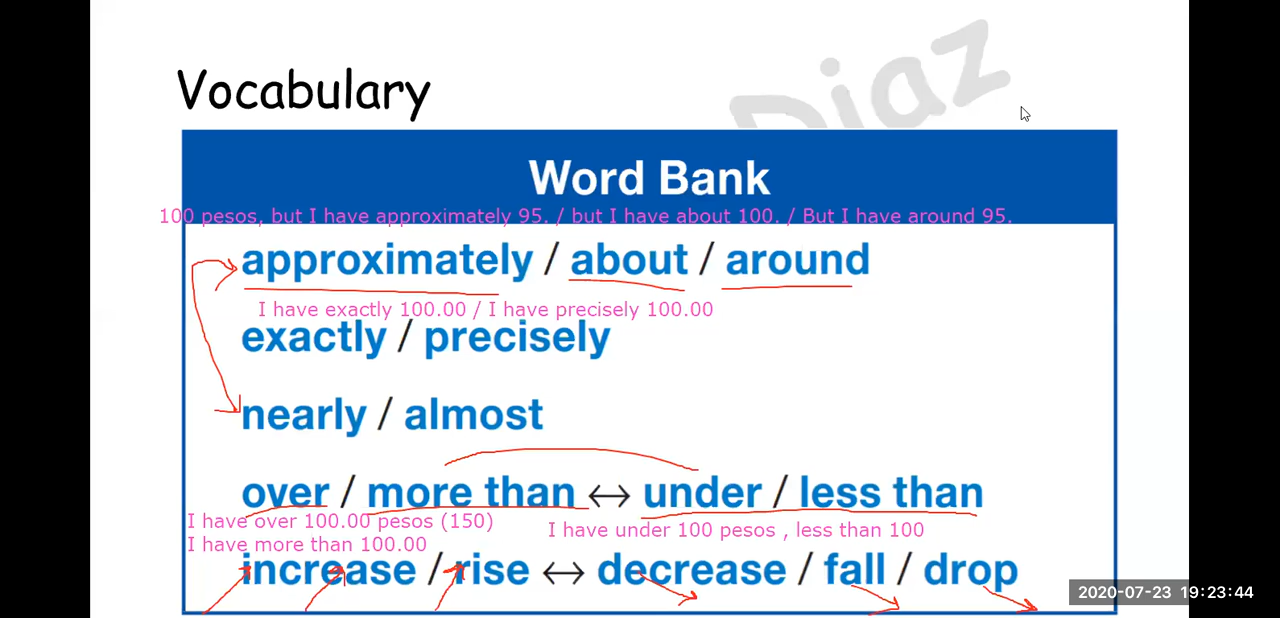 Diaz
Vocabulary
Word Bank
100 pesos, but I have approximately 95. / but I have about 100. / But I have around 95.
approximately / about / around
I have exactly 100.00 / I have precisely 100.00
exactly / precisely
nearly / almost
over / more than ↔ under / less than
I have over 100.00 pesos (150)
I have under 100 pesos , less than 100
I have more than 100.00
increase / rise ↔ decrease / fall / drop
2020-07-23 19:23:44